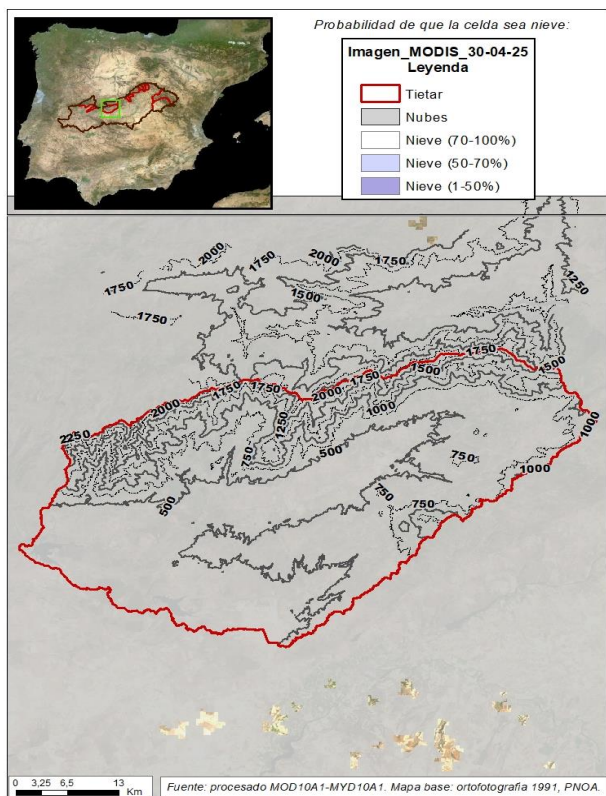 Probabilidad de que la celda sea nieve:
Imagen_MODIS_30-04-25
Leyenda
Tietar
Nubes
Nieve (70-100%)
Nieve (50-70%)
Nieve (1-50%)
2000
1750
2000
1750
1250
1750
1500
1750
1750
1500
2250
2000
1750
1750
2000
1750
1500
1000
1250
750
500
750
1000
1000
500
750
750
0 3,25 6,5 13
Km
Fuente: procesado MOD10A1-MYD10A1. Mapa base: ortofotografia 1991, PNOA.